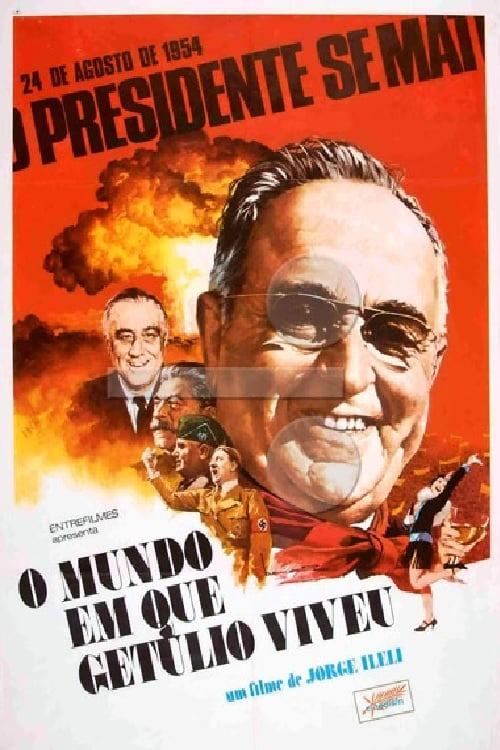 24 DE AGOSTO DE 1954
O PRESIDENTE SE MAT
ENTREFILMES
apresenta
O MUNDO
EM QUE
GETÚLIO VIVEU
um filme de JORGE ILELI